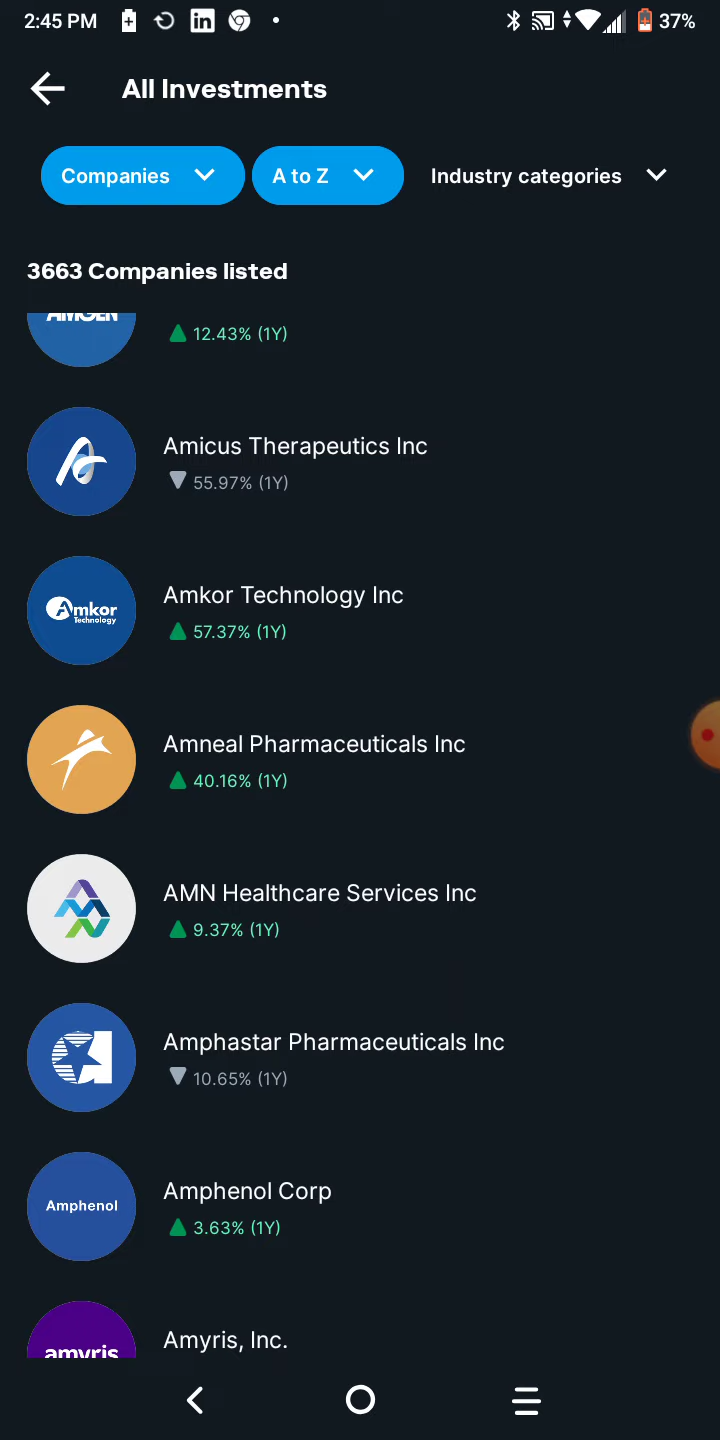 2:45 PM
37%
All Investments
Companies
A to Z
Industry categories
3663 Companies listed
AMGEN
12.43% (1Y)
Amicus Therapeutics Inc
55.97% (1Y)
Amkor Technology
Amkor Technology Inc
57.37% (1Y)
Amneal Pharmaceuticals Inc
40.16% (1Y)
AMN Healthcare Services Inc
9.37% (1Y)
Amphastar Pharmaceuticals Inc
10.65% (1Y)
Amphenol
Amphenol Corp
3.63% (1Y)
amyris
Amyris, Inc.